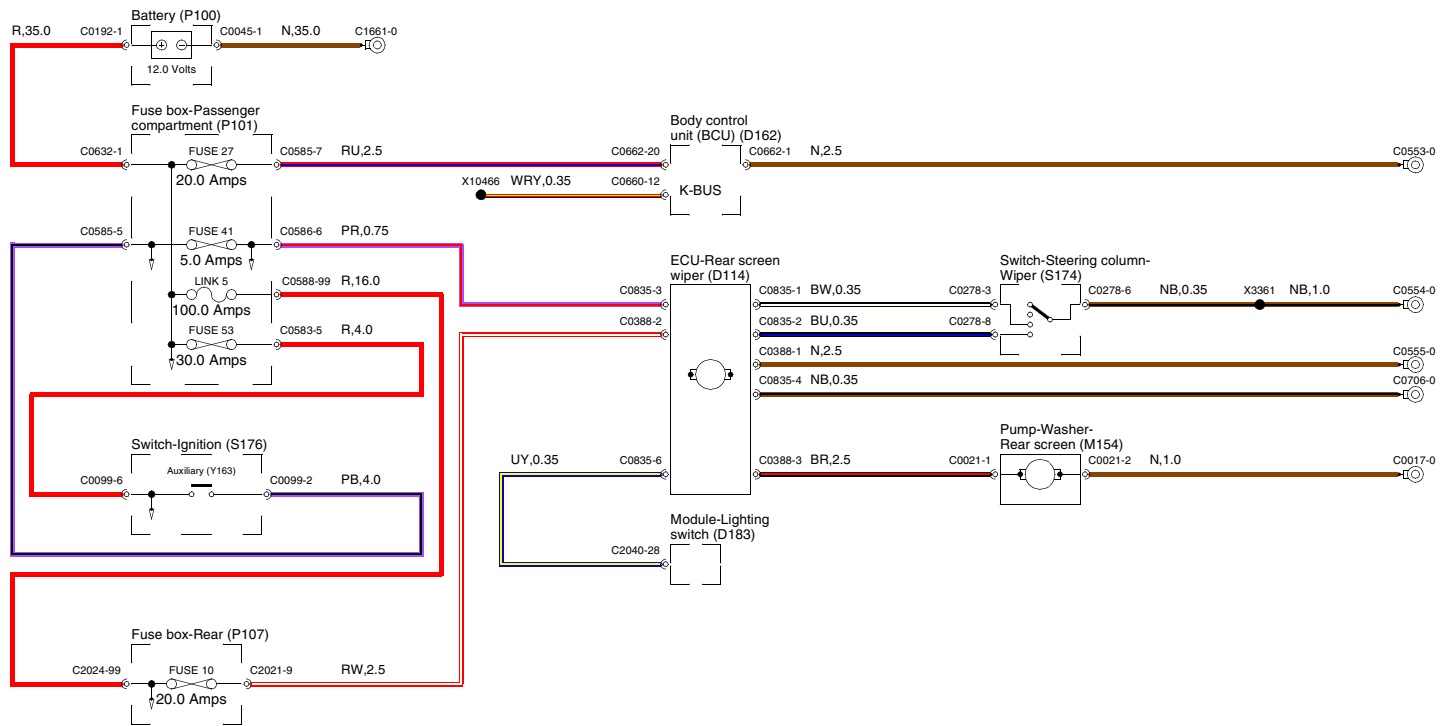 Battery (P100)
R,35.0 C0192-1 C0045-1 N,35.0 C1661-0
12.0 Volts
Fuse box-Passenger
compartment (P101)
Body control
unit (BCU) (D162)
C0632-1 FUSE 27 C0585-7 RU,2.5 C0662-20 C0662-1 N,2.5 C0553-0
20.0 Amps
X10466 WRY,0.35 C0660-12 K-BUS
C0585-5 FUSE 41 C0586-6 PR,0.75
5.0 Amps
ECU-Rear screen
wiper (D114)
Switch-Steering column-
Wiper (S174)
LINK 5 C0588-99 R,16.0
100.0 Amps
C0835-3 C0835-1 BW,0.35 C0278-3 C0278-6 NB,0.35 X3361 NB,1.0 C0554-0
C0388-2 C0835-2 BU,0.35 C0278-8
FUSE 53 C0583-5 R,4.0
30.0 Amps
C0388-1 N,2.5 C0555-0
C0835-4 NB,0.35 C0706-0
Switch-Ignition (S176)
Pump-Washer-
Rear screen (M154)
Auxiliary (Y163)
C0099-6 C0099-2 PB,4.0
UY,0.35 C0835-6 C0388-3 BR,2.5 C0021-1 C0021-2 N,1.0 C0017-0
Module-Lighting
switch (D183)
C2040-28
Fuse box-Rear (P107)
C2024-99 FUSE 10 C2021-9 RW,2.5
20.0 Amps